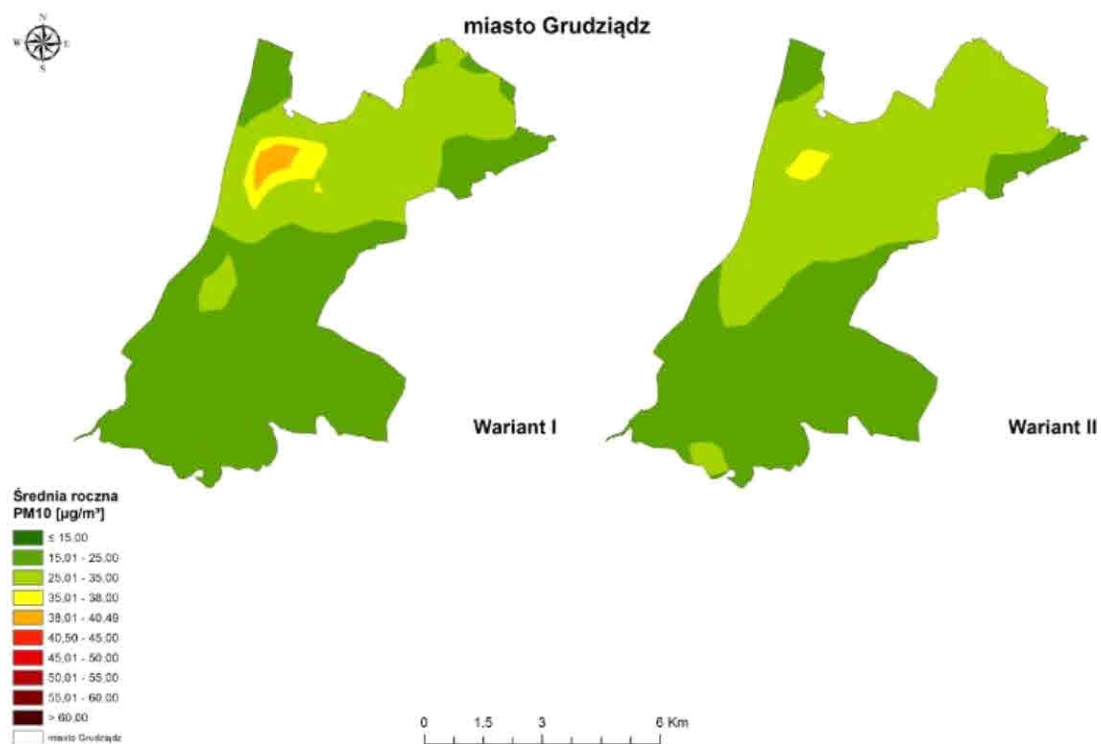 miasto Grudziądz
N
W E
S
Wariant I
Wariant II
Średnia roczna
PM10 [µg/m³]
≤ 15,00
15,01 - 25,00
25,01 - 35,00
35,01 - 38,00
38,01 - 40,49
40,50 - 45,00
45,01 - 50,00
50,01 - 55,00
55,01 - 60,00
> 60,00
miasto Grudziądz
0 1,5 3 6 Km